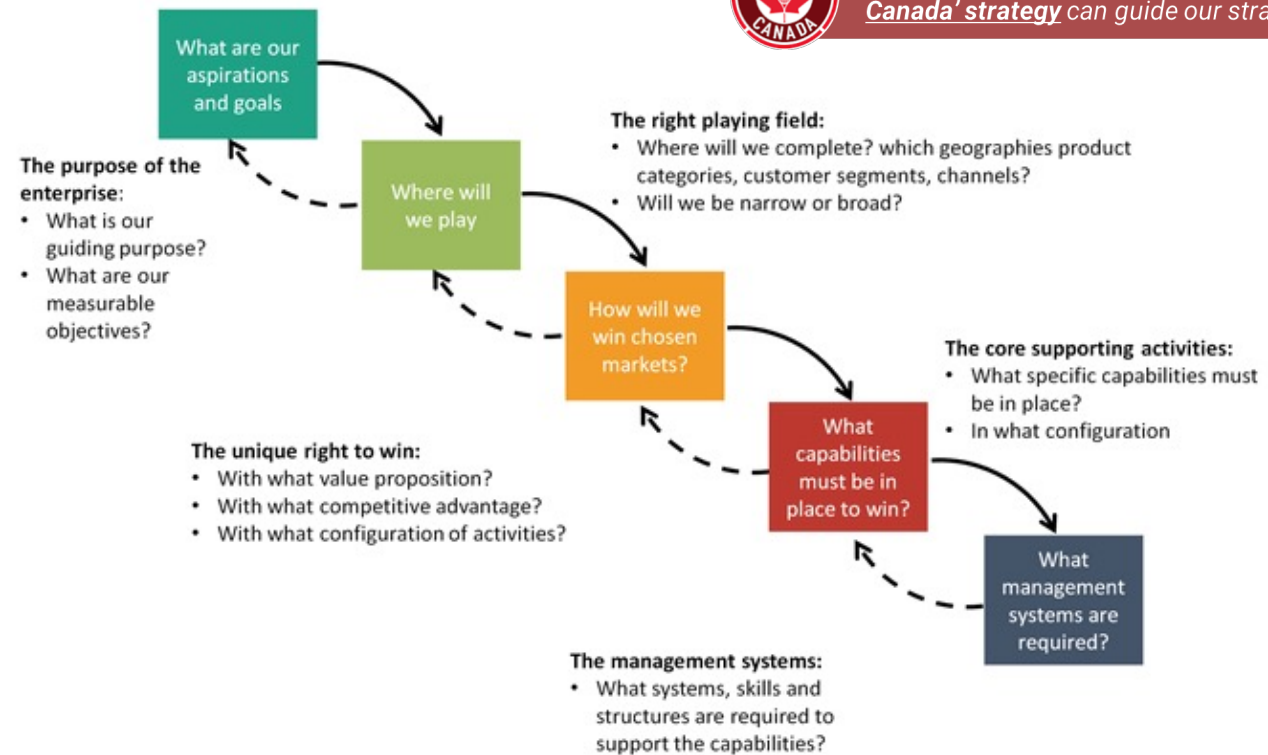 CANADA
Canada' strategy can guide our stra
What are our
aspirations
and goals
The purpose of the
enterprise:
• What is our
guiding purpose?
• What are our
measurable
objectives?
Where will
we play
The right playing field:
• Where will we complete? which geographies product
categories, customer segments, channels?
• Will we be narrow or broad?
How will we
win chosen
markets?
The unique right to win:
• With what value proposition?
• With what competitive advantage?
• With what configuration of activities?
What
capabilities
must be in
place to win?
The core supporting activities:
• What specific capabilities must
be in place?
• In what configuration
What
management
systems are
required?
The management systems:
• What systems, skills and
structures are required to
support the capabilities?